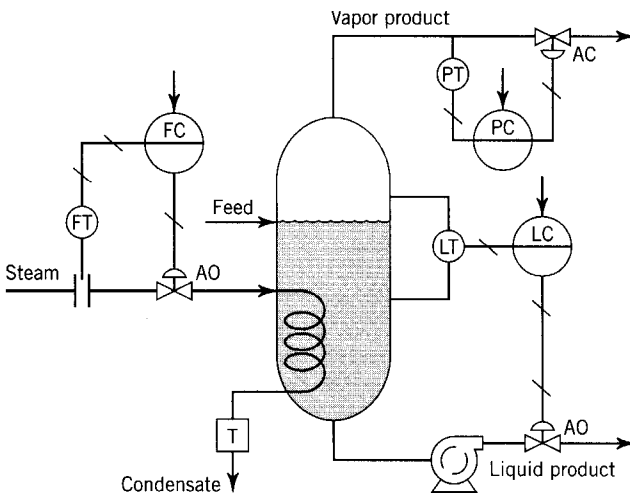 Vapor product
PT
AC
PC
FC
Feed
FT
LT
LC
Steam
AO
T
AO
Liquid product
Condensate